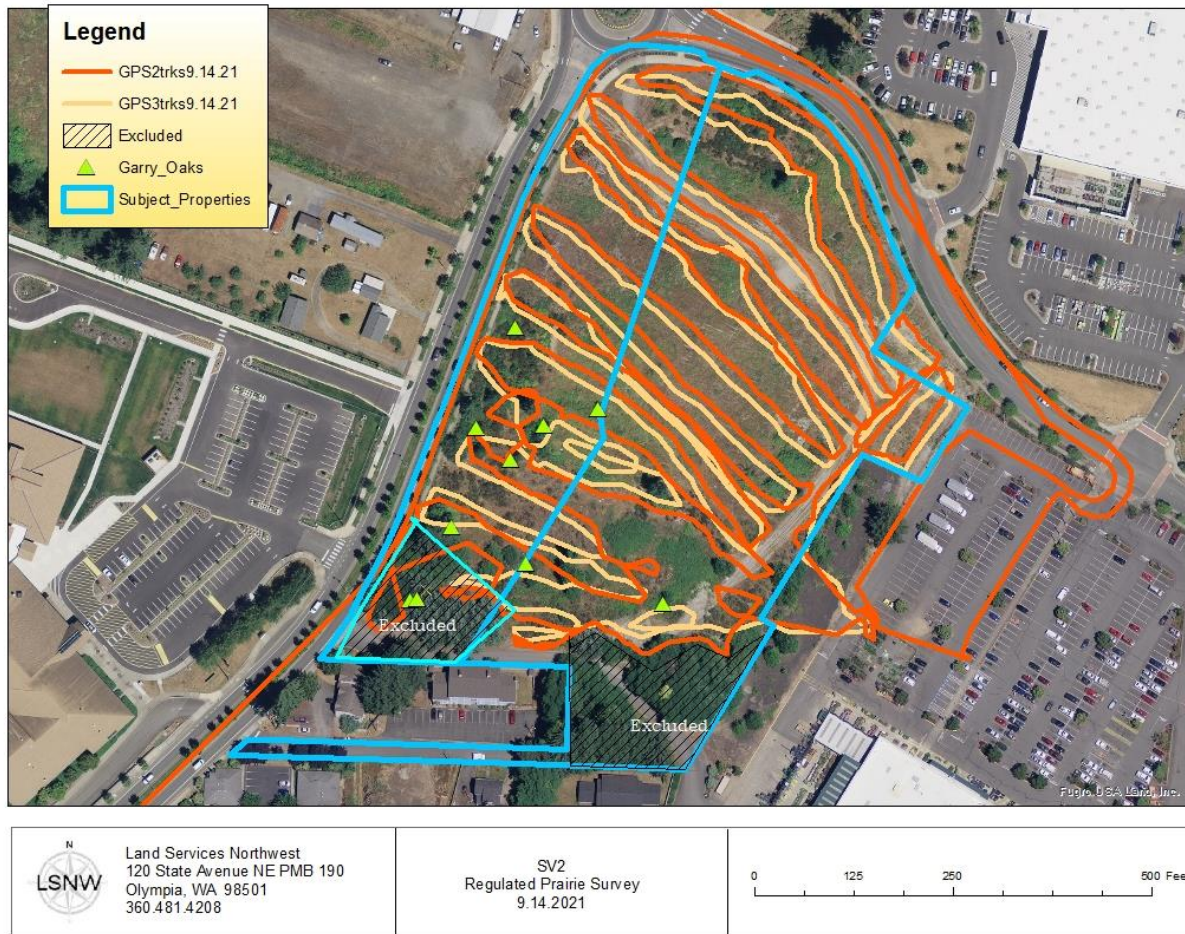 Legend
GPS2trks9.14.21
GPS3trks9.14.21
Excluded
Garry_Oaks
Subject_Properties
Excluded
Excluded
Fugro USA Land, Inc.
N
LSNW
Land Services Northwest
120 State Avenue NE PMB 190
Olympia, WA 98501
360.481.4208
SV2
Regulated Prairie Survey
9.14.2021
0 125 250 500 Fee